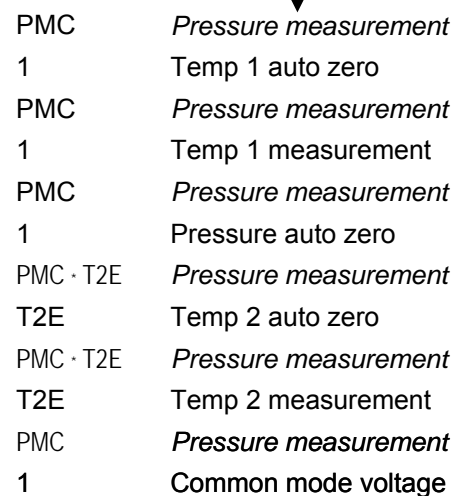 PMC Pressure measurement
1 Temp 1 auto zero
PMC Pressure measurement
1 Temp 1 measurement
PMC Pressure measurement
1 Pressure auto zero
PMC * T2E Pressure measurement
T2E Temp 2 auto zero
PMC * T2E Pressure measurement
T2E Temp 2 measurement
PMC Pressure measurement
1 Common mode voltage